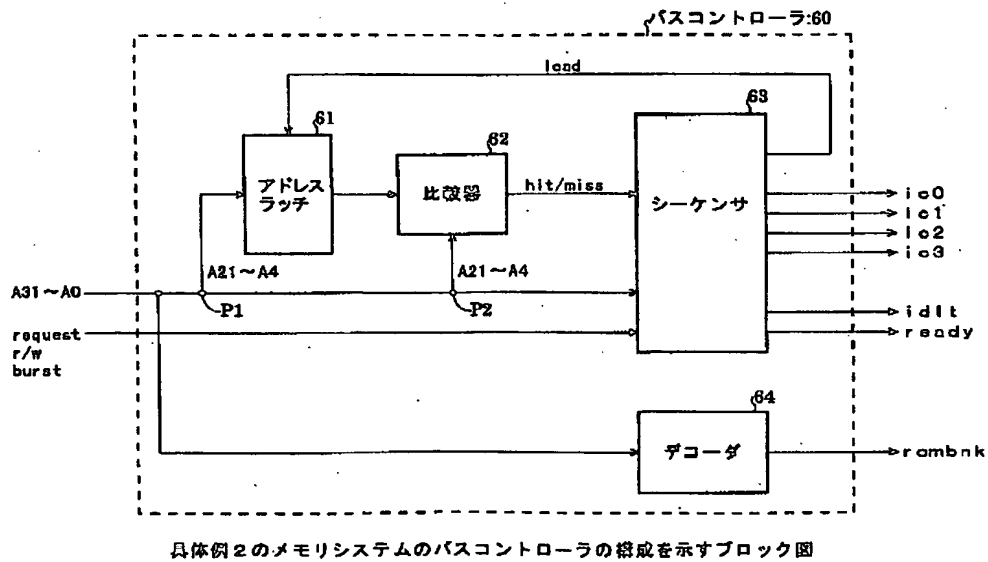 バスコントローラ:60
load
61
アドレス
ラッチ
62
比較器
hit/miss
63
シーケンサ
ic0
ic1
ic2
ic3
A21〜A4
A21〜A4
A31〜A0
P1
P2
request
r/w
burst
idlt
ready
64
デコーダ
rambnk
具体例2のメモリシステムのバスコントローラの構成を示すブロック図